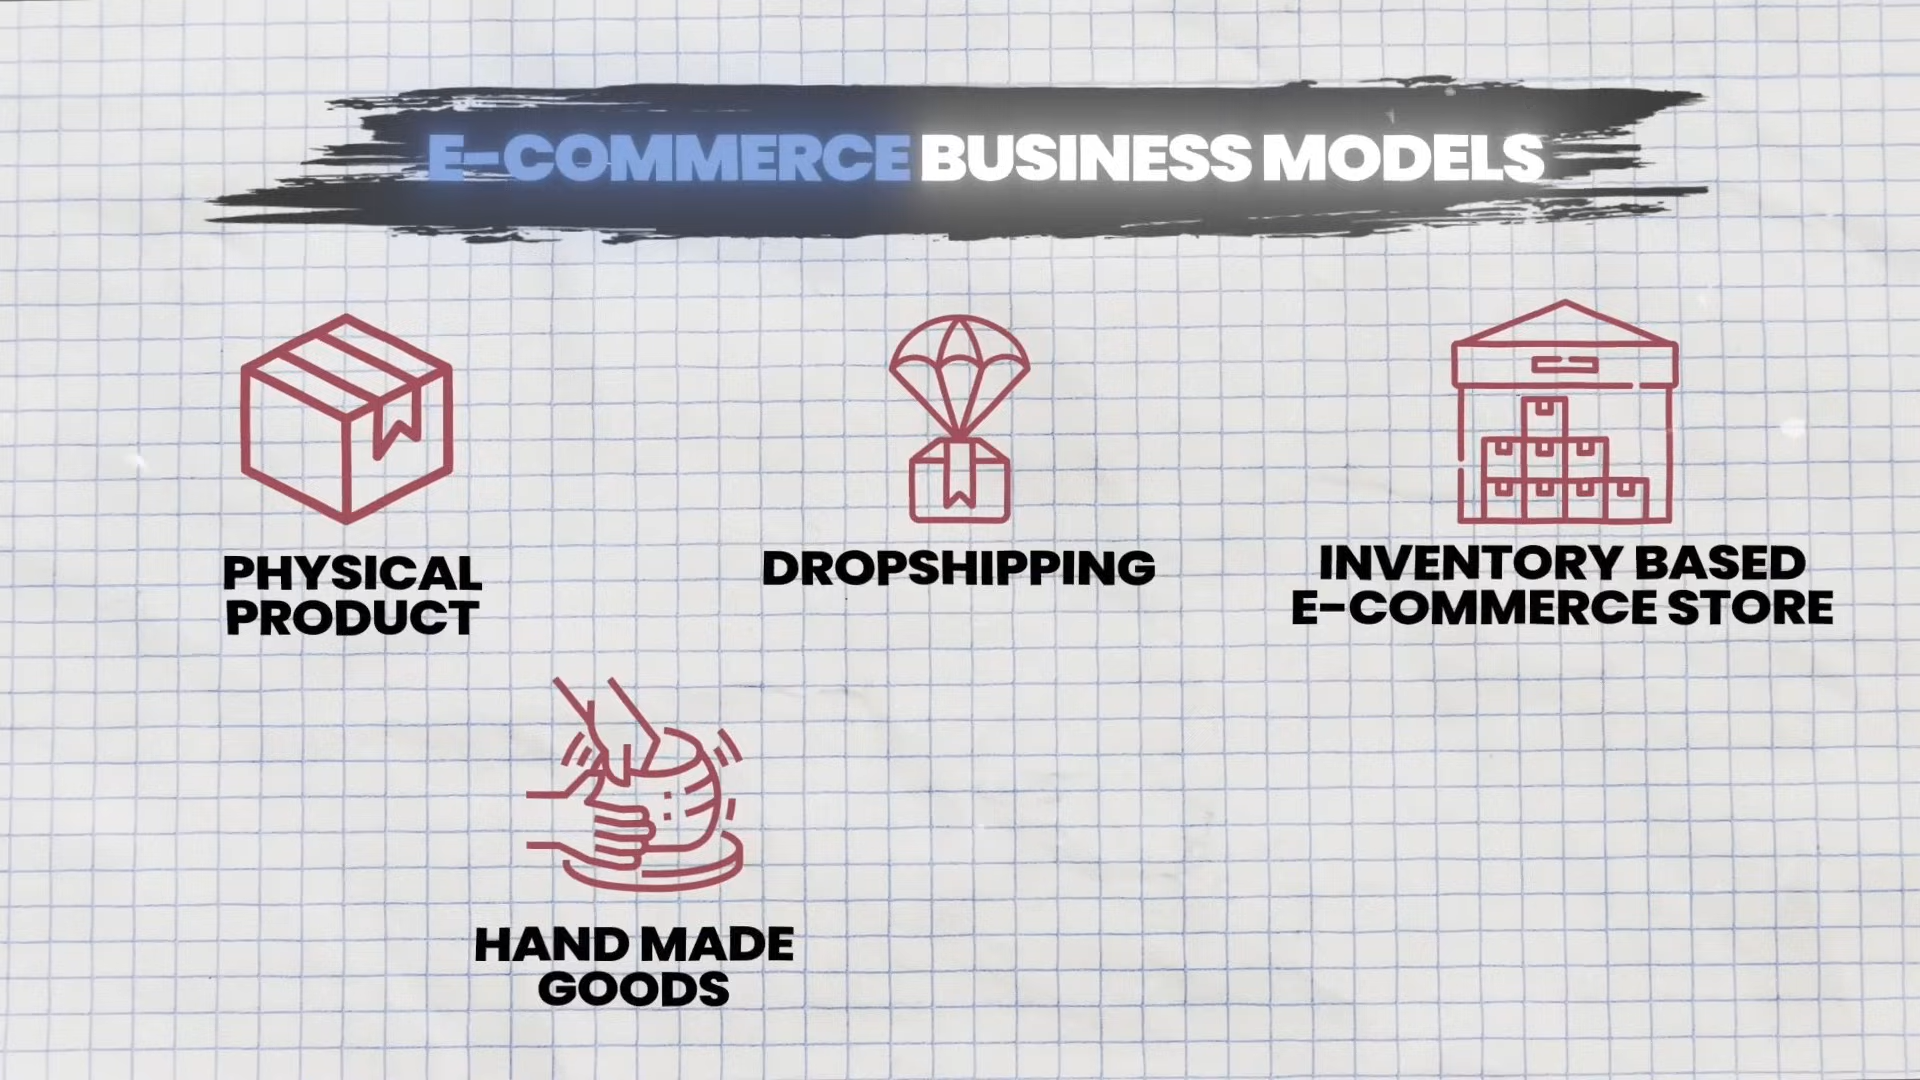 E-COMMERCE BUSINESS MODELS
PHYSICAL
PRODUCT
DROPSHIPPING
INVENTORY BASED
E-COMMERCE STORE
HAND MADE
GOODS